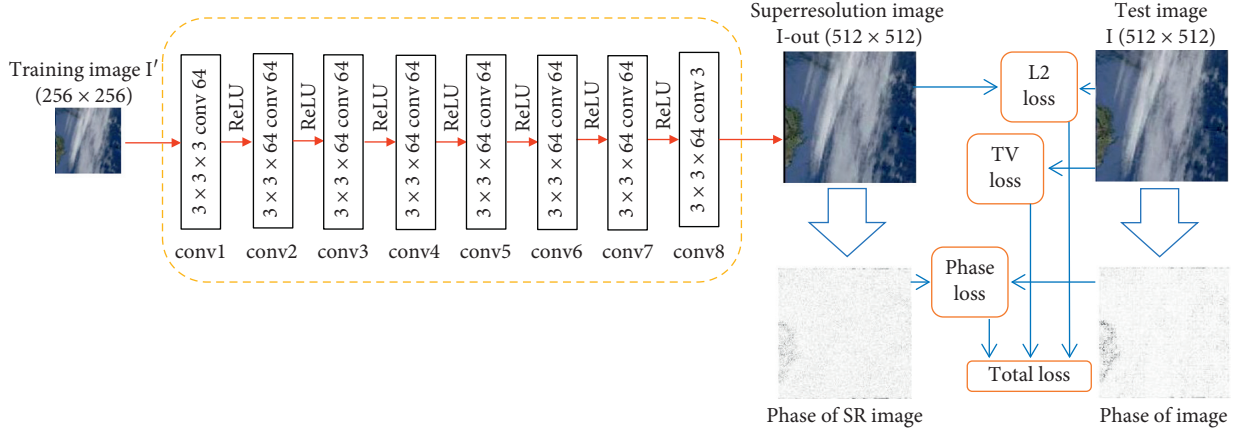 Training image I′
(256 × 256)
3 × 3 × 3 conv 64
ReLU
3 × 3 × 64 conv 64
ReLU
3 × 3 × 64 conv 64
ReLU
3 × 3 × 64 conv 64
ReLU
3 × 3 × 64 conv 64
ReLU
3 × 3 × 64 conv 64
ReLU
3 × 3 × 64 conv 64
ReLU
3 × 3 × 64 conv 3
conv1
conv2
conv3
conv4
conv5
conv6
conv7
conv8
Superresolution image
I-out (512 × 512)
Test image
I (512 × 512)
L2
loss
TV
loss
Phase
loss
Total loss
Phase of SR image
Phase of image